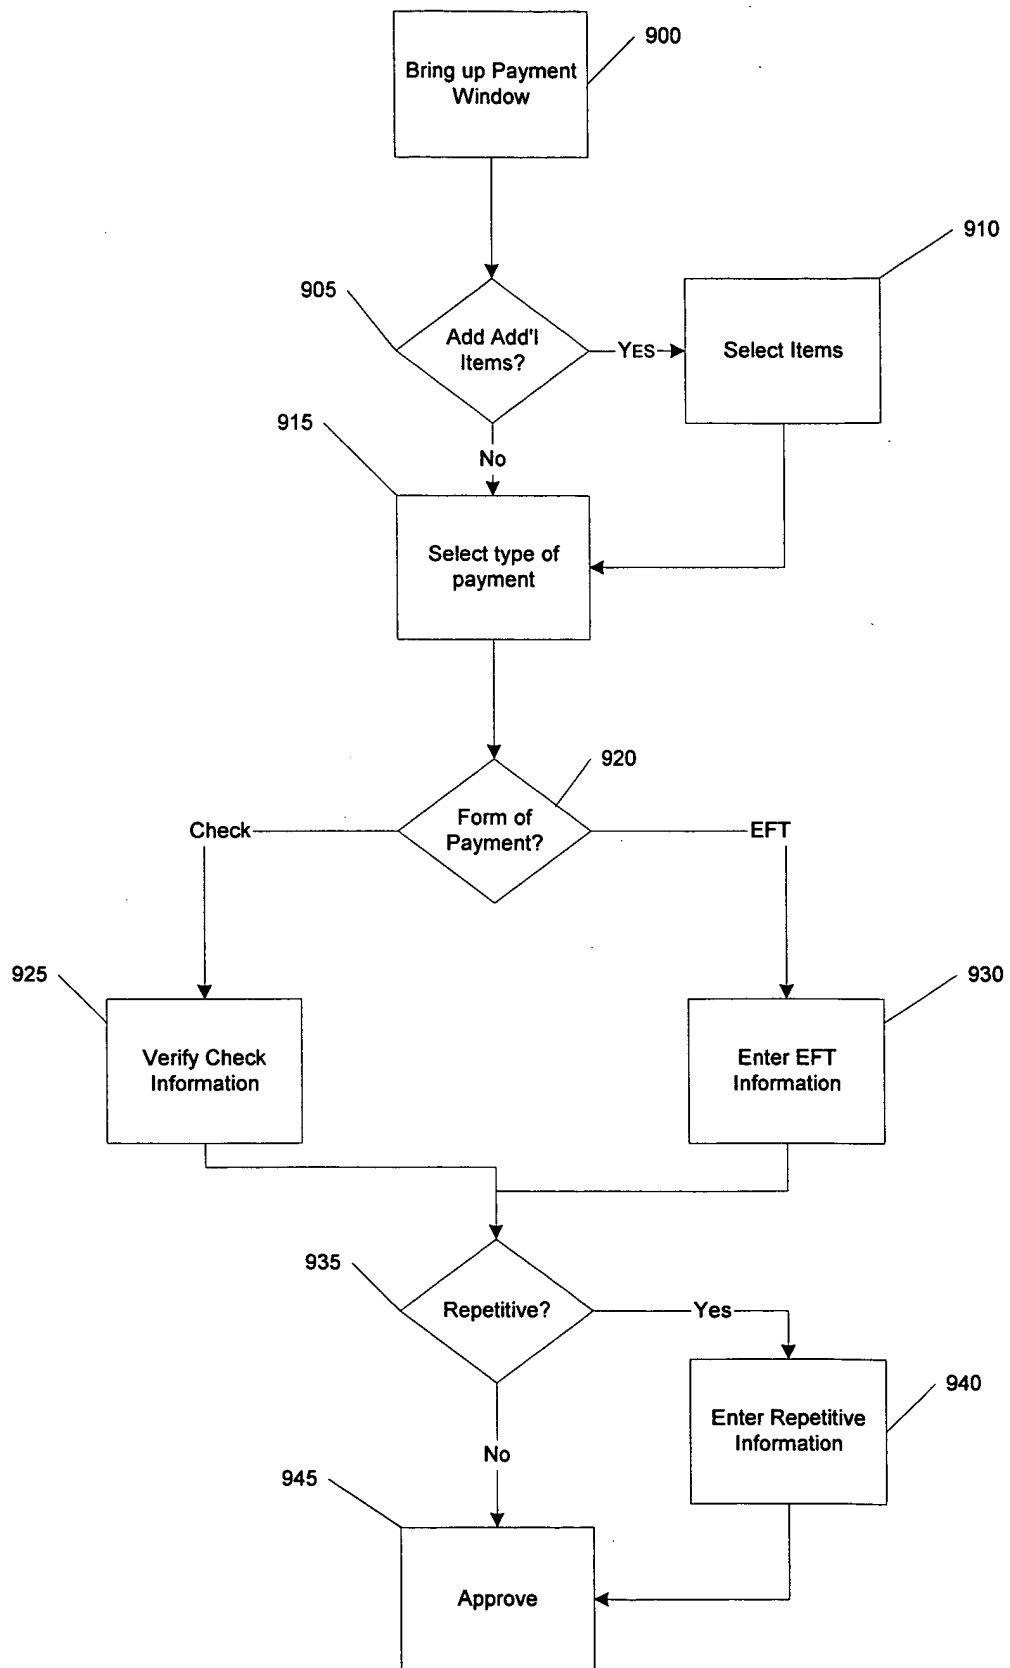 900
Bring up Payment
Window
910
905
Add Add'l
Items?
YES
Select Items
915
No
Select type of
payment
920
Form of
Payment?
Check
EFT
925
930
Verify Check
Information
Enter EFT
Information
935
Repetitive?
Yes
940
Enter Repetitive
Information
No
945
Approve